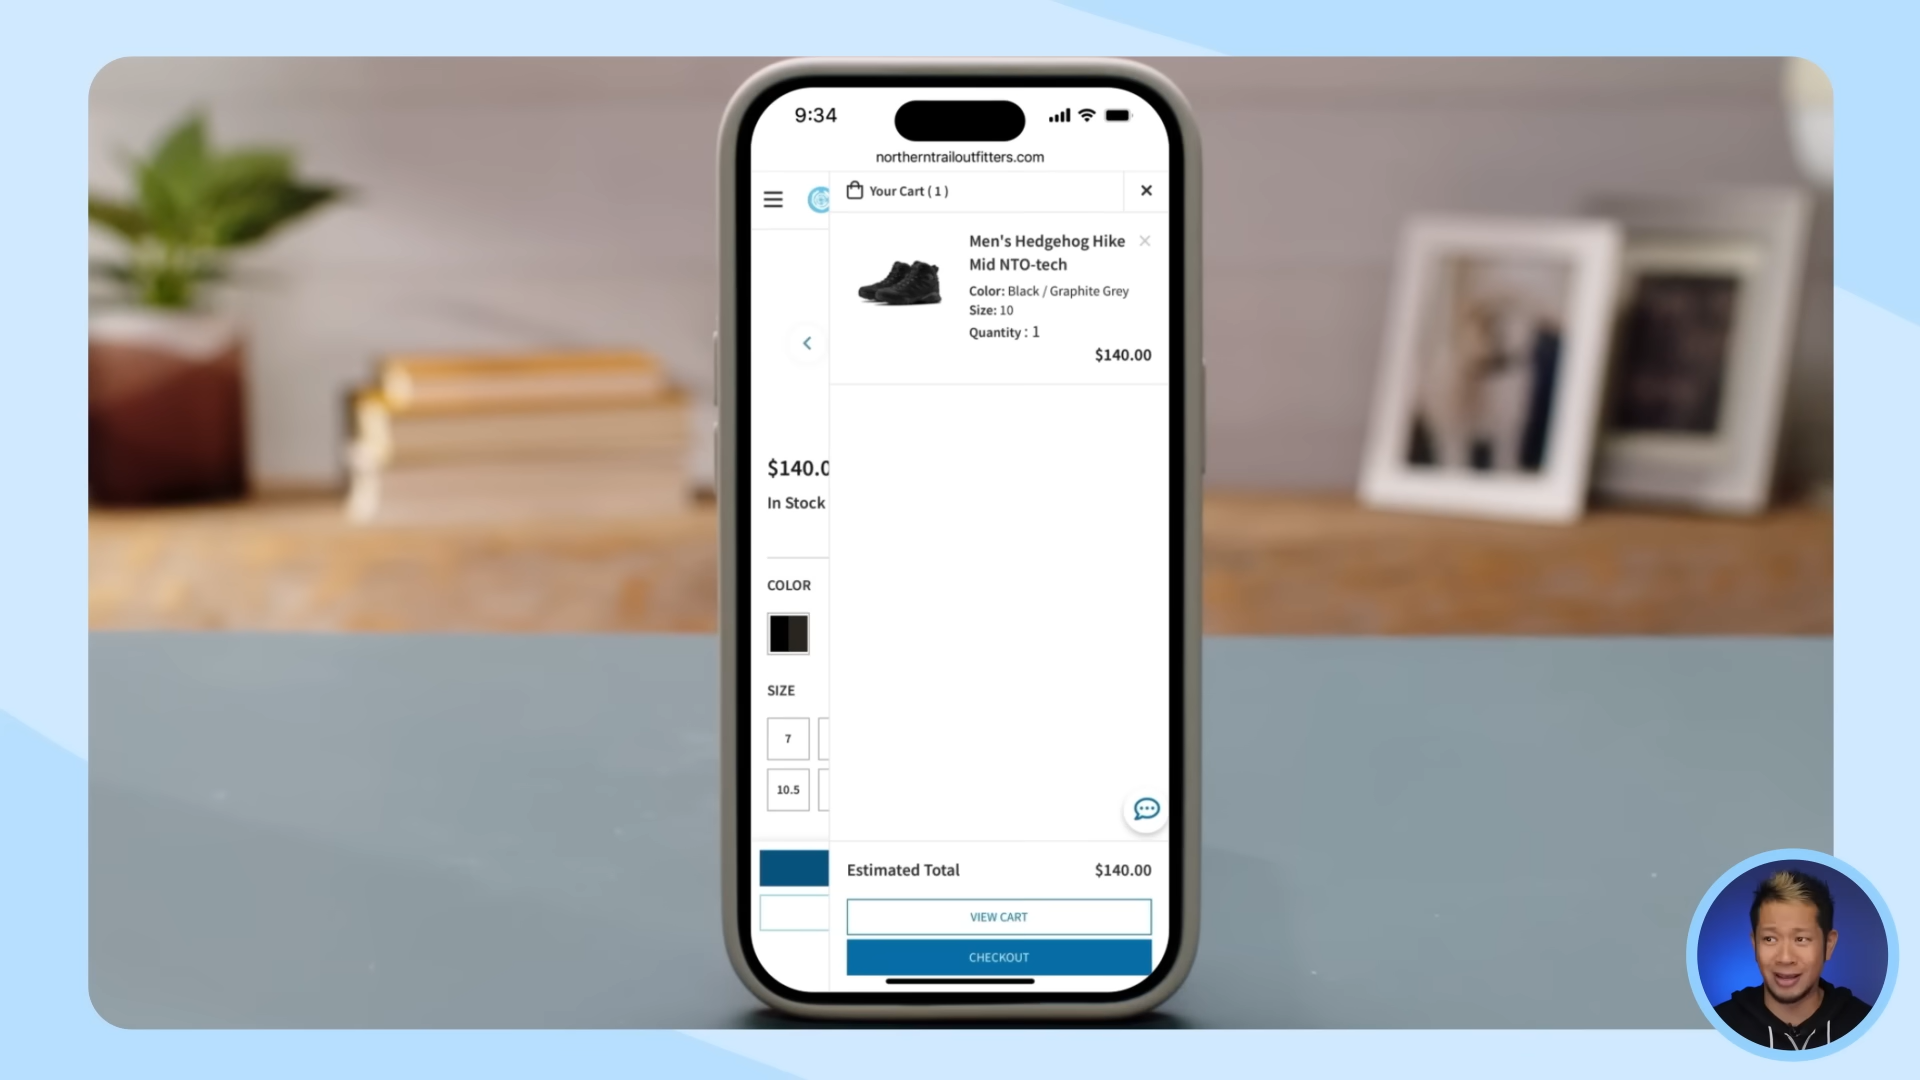 9:34
northerntrailoutfitters.com
Your Cart ( 1 )
Men's Hedgehog Hike
Mid NTO-tech
Color: Black / Graphite Grey
Size: 10
Quantity : 1
$140.00
$140.0
In Stock
COLOR
SIZE
7
10.5
Estimated Total $140.00
VIEW CART
CHECKOUT